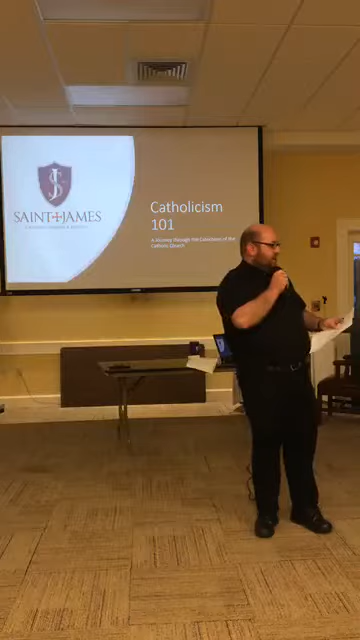 SAINT JAMES
Catholicism
101
A Journey through the Catechism of the
Catholic Church